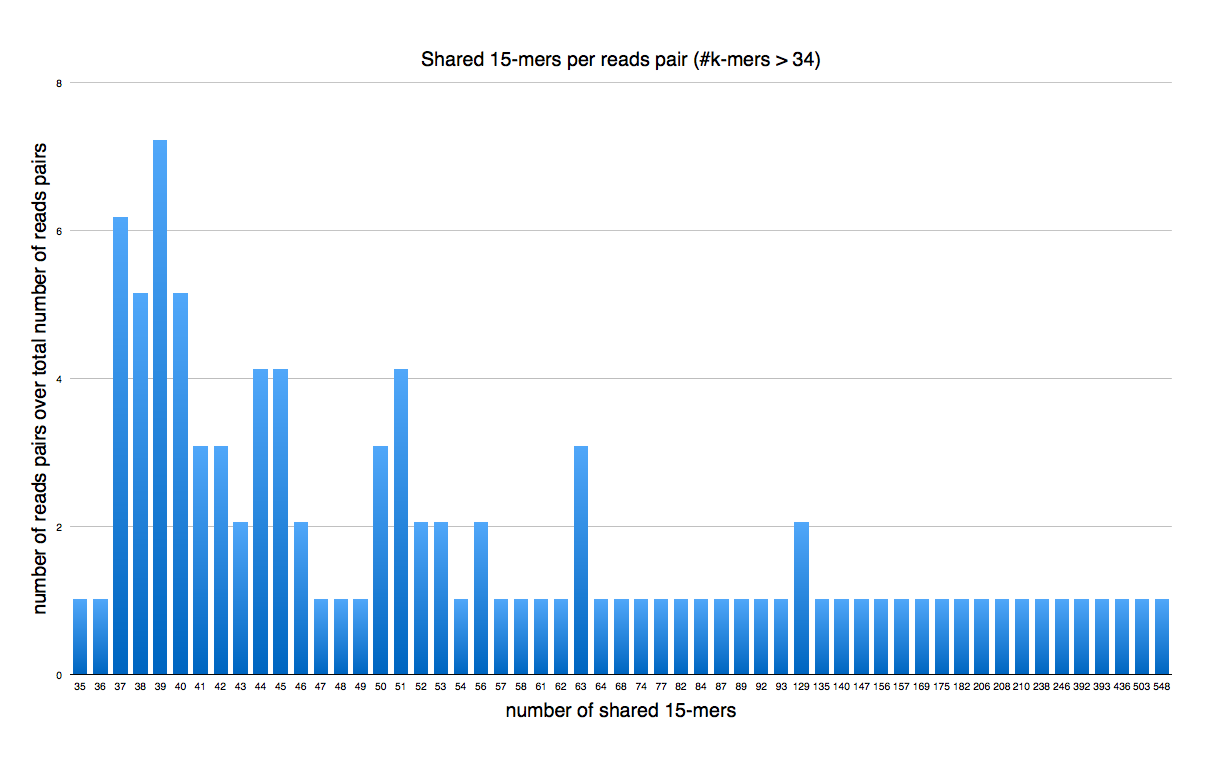 Shared 15-mers per reads pair (#k-mers > 34)
number of reads pairs over total number of reads pairs
8
6
4
2
0
35 36 37 38 39 40 41 42 43 44 45 46 47 48 49 50 51 52 53 54 56 57 58 61 62 63 64 68 74 77 82 84 87 89 92 93 129 135 140 147 156 157 169 175 182 206 208 210 238 246 392 393 436 503 548
number of shared 15-mers